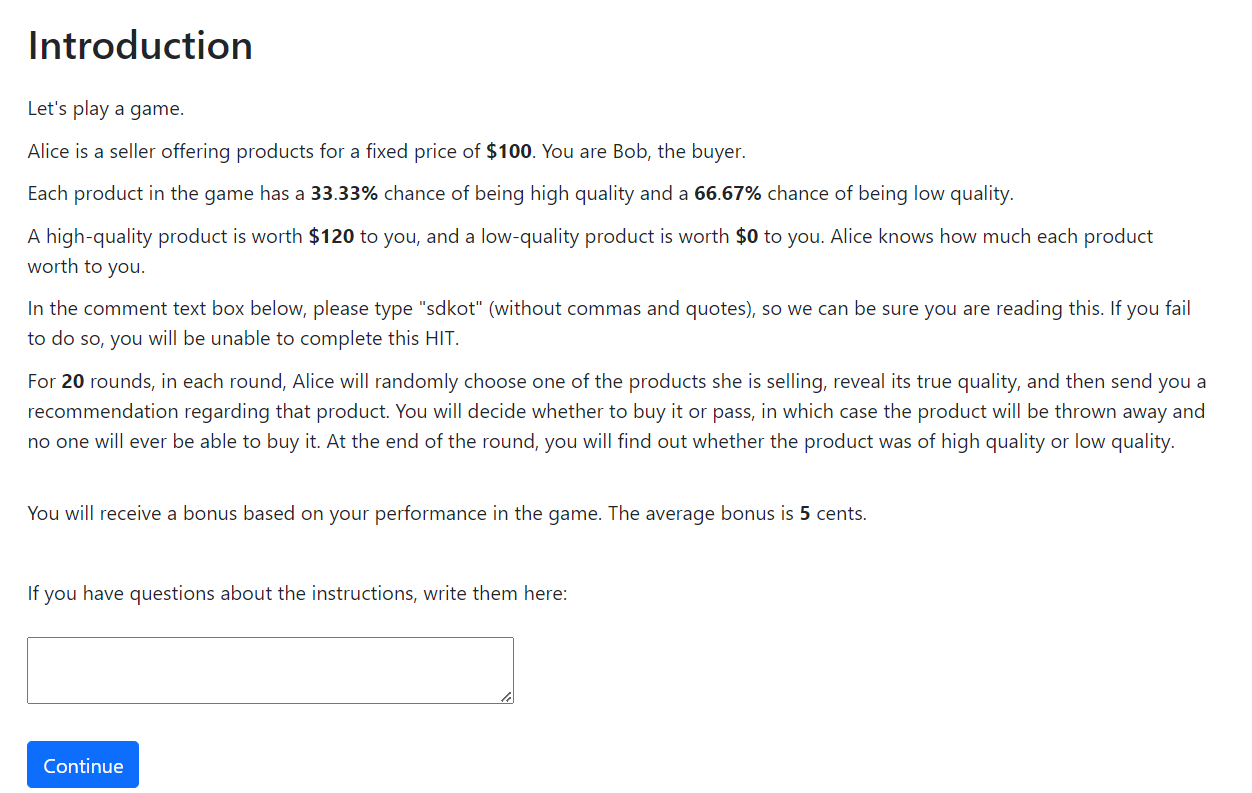 Introduction
Let's play a game.
Alice is a seller offering products for a fixed price of $100. You are Bob, the buyer.
Each product in the game has a 33.33% chance of being high quality and a 66.67% chance of being low quality.
A high-quality product is worth $120 to you, and a low-quality product is worth $0 to you. Alice knows how much each product
worth to you.
In the comment text box below, please type "sdkot" (without commas and quotes), so we can be sure you are reading this. If you fail
to do so, you will be unable to complete this HIT.
For 20 rounds, in each round, Alice will randomly choose one of the products she is selling, reveal its true quality, and then send you a
recommendation regarding that product. You will decide whether to buy it or pass, in which case the product will be thrown away and
no one will ever be able to buy it. At the end of the round, you will find out whether the product was of high quality or low quality.
You will receive a bonus based on your performance in the game. The average bonus is 5 cents.
If you have questions about the instructions, write them here:
Continue